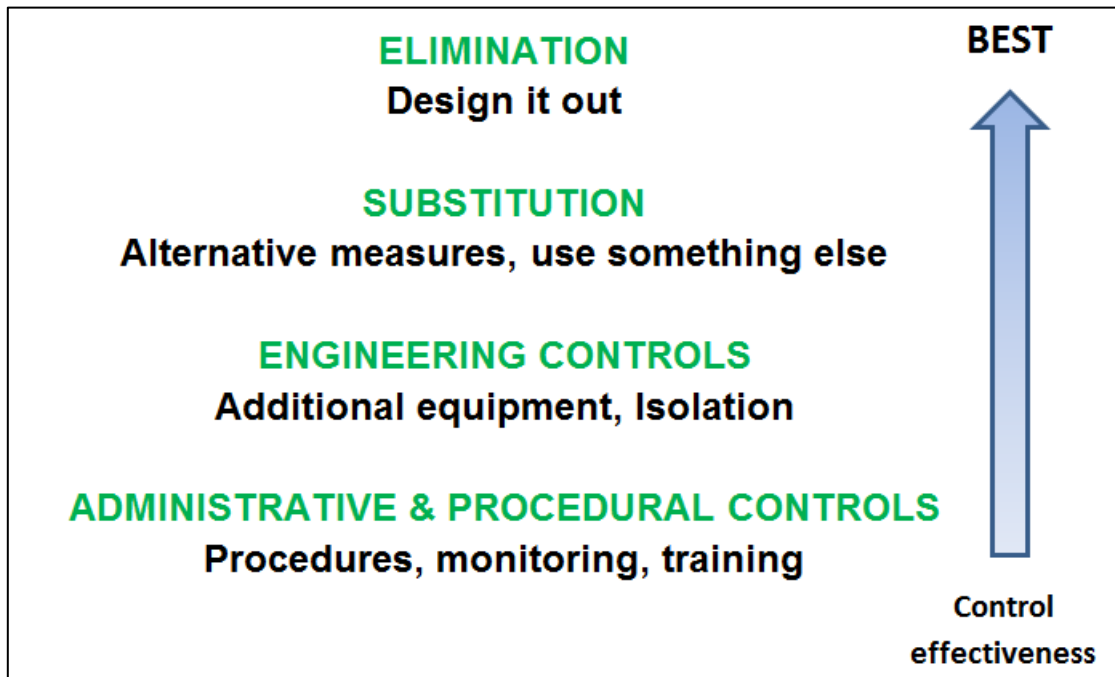 ELIMINATION
Design it out
SUBSTITUTION
Alternative measures, use something else
ENGINEERING CONTROLS
Additional equipment, Isolation
ADMINISTRATIVE & PROCEDURAL CONTROLS
Procedures, monitoring, training
BEST
Control
effectiveness